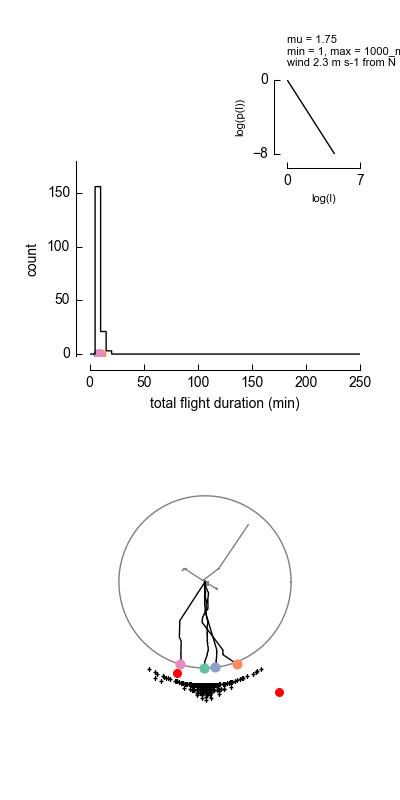 mu = 1.75
min = 1, max = 1000_m
wind 2.3 m s-1 from N
0
log(p(l))
−8
0
7
log(l)
150
100
50
0
count
0
50
100
150
200
250
total flight duration (min)